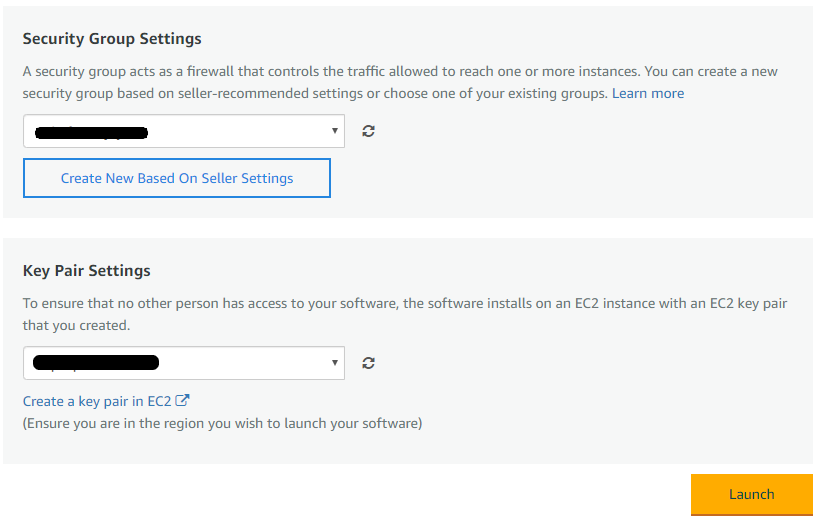 Security Group Settings
A security group acts as a firewall that controls the traffic allowed to reach one or more instances. You can create a new
security group based on seller-recommended settings or choose one of your existing groups. Learn more
Create New Based On Seller Settings
Key Pair Settings
To ensure that no other person has access to your software, the software installs on an EC2 instance with an EC2 key pair
that you created.
Create a key pair in EC2
(Ensure you are in the region you wish to launch your software)
Launch